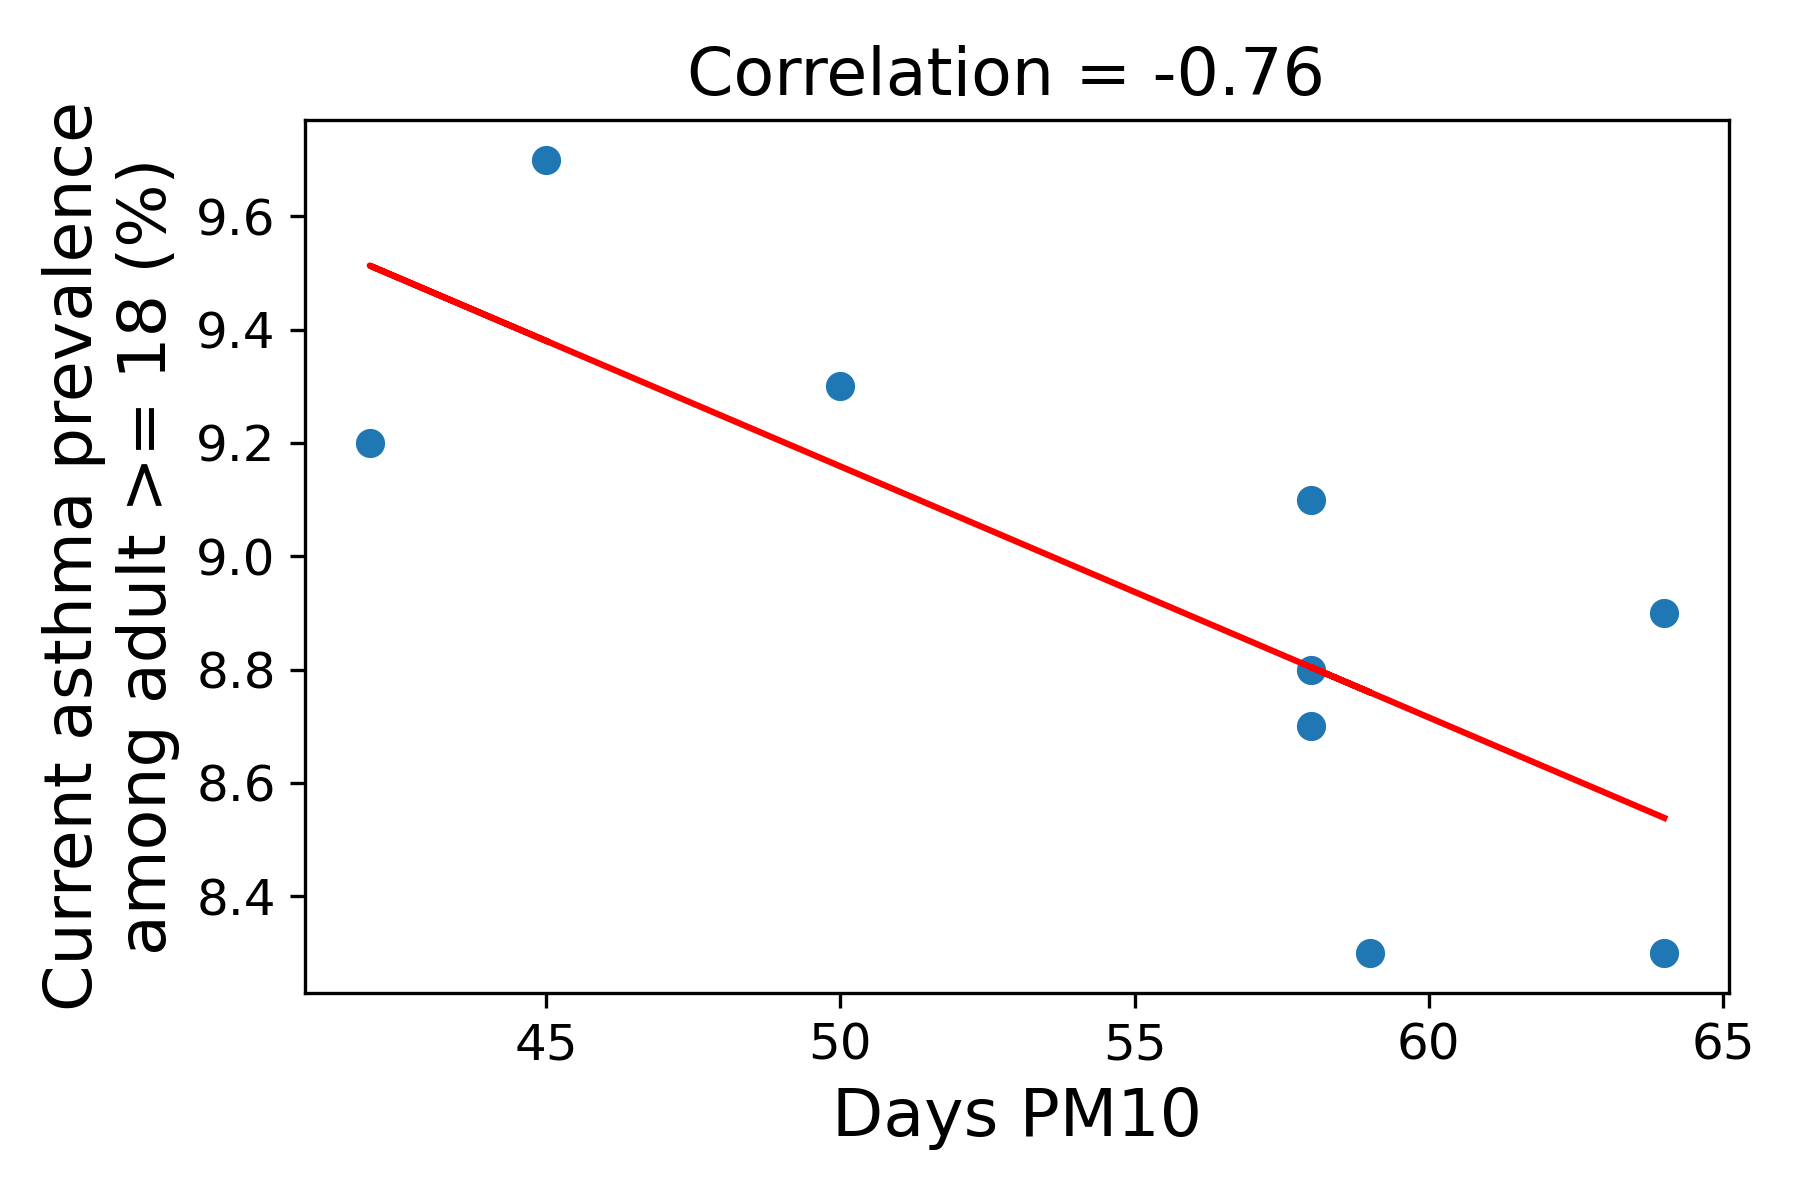 Correlation = -0.76
Current asthma prevalence
among adult >= 18 (%)
9.6
9.4
9.2
9.0
8.8
8.6
8.4
45 50 55 60 65
Days PM10